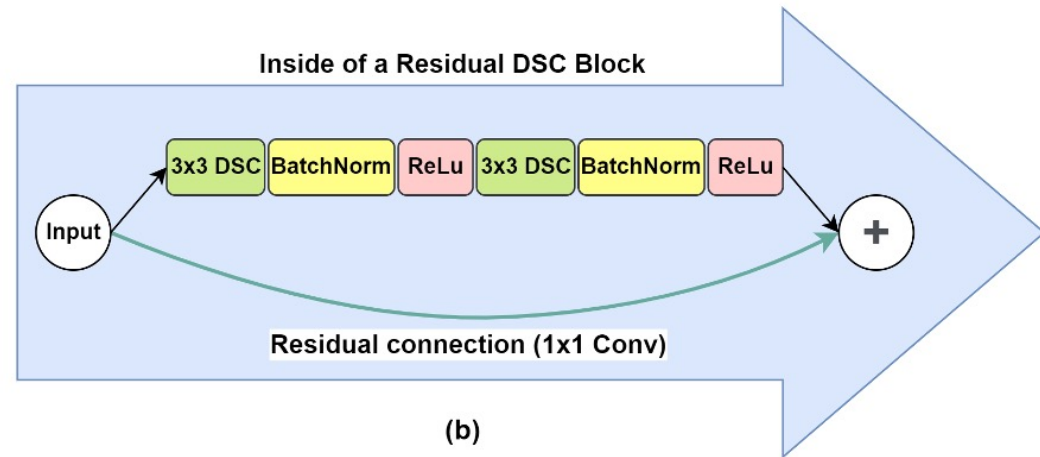 Inside of a Residual DSC Block
3x3 DSC BatchNorm ReLu 3x3 DSC BatchNorm ReLu
Input +
Residual connection (1x1 Conv)
(b)